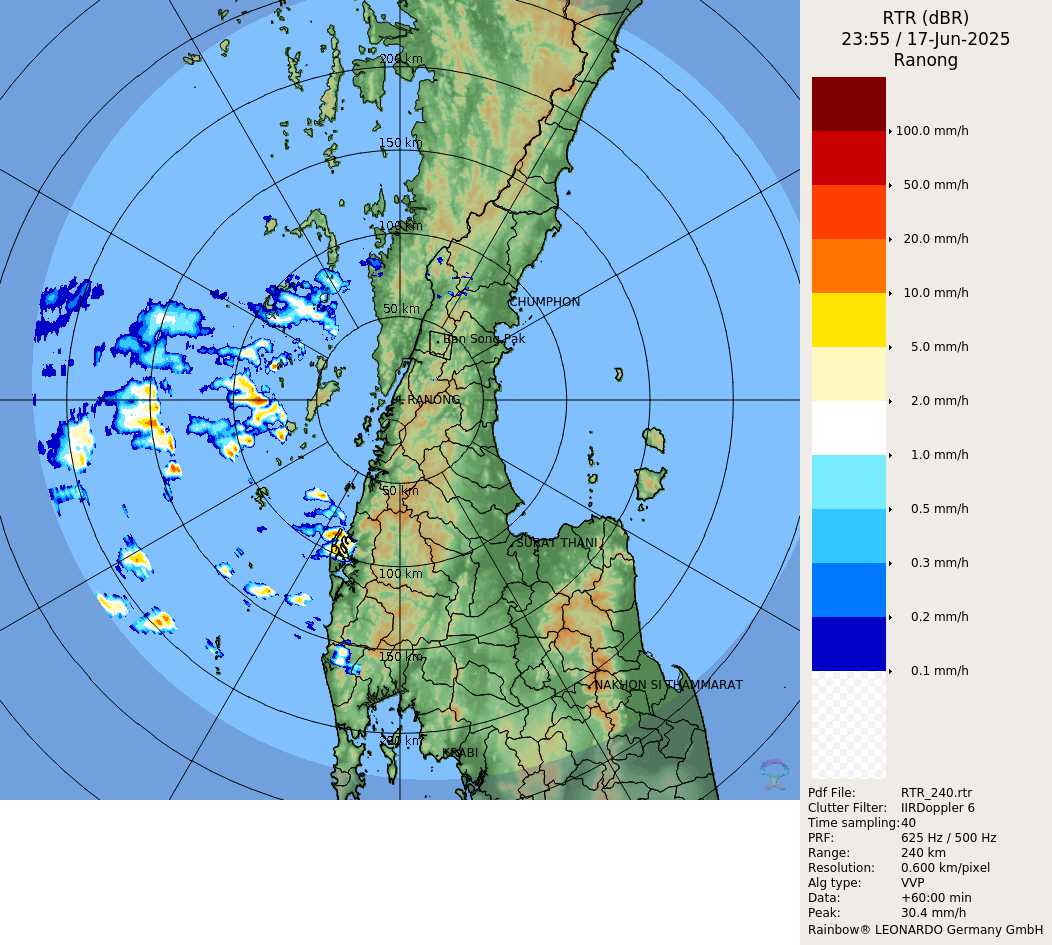 RTR (dBR)
23:55 / 17-Jun-2025
Ranong
200 km
150 km
100 km
50 km
CHUMPHON
Ban Song Pak
RANONG
50 km
SURAT THANI
100 km
150 km
NAKHON SI THAMMARAT
200 km
KRABI
100.0 mm/h
50.0 mm/h
20.0 mm/h
10.0 mm/h
5.0 mm/h
2.0 mm/h
1.0 mm/h
0.5 mm/h
0.3 mm/h
0.2 mm/h
0.1 mm/h
Pdf File: RTR_240.rtr
Clutter Filter: IIRDoppler 6
Time sampling:40
PRF: 625 Hz / 500 Hz
Range: 240 km
Resolution: 0.600 km/pixel
Alg type: VVP
Data: +60:00 min
Peak: 30.4 mm/h
Rainbow® LEONARDO Germany GmbH